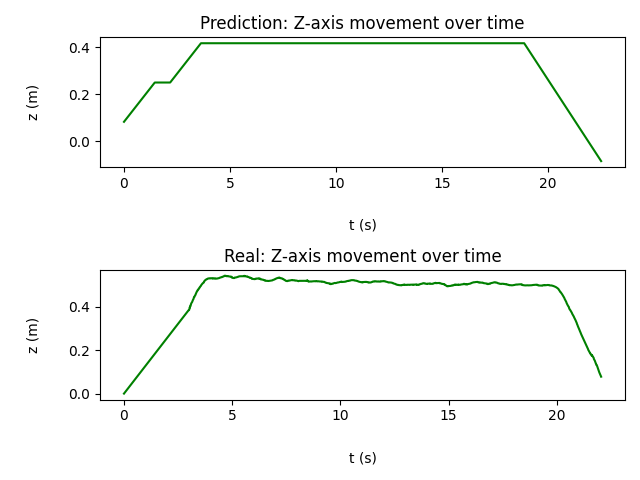 Prediction: Z-axis movement over time
0.4
0.2
0.0
z (m)
0 5 10 15 20
t (s)
Real: Z-axis movement over time
0.4
0.2
0.0
z (m)
0 5 10 15 20
t (s)